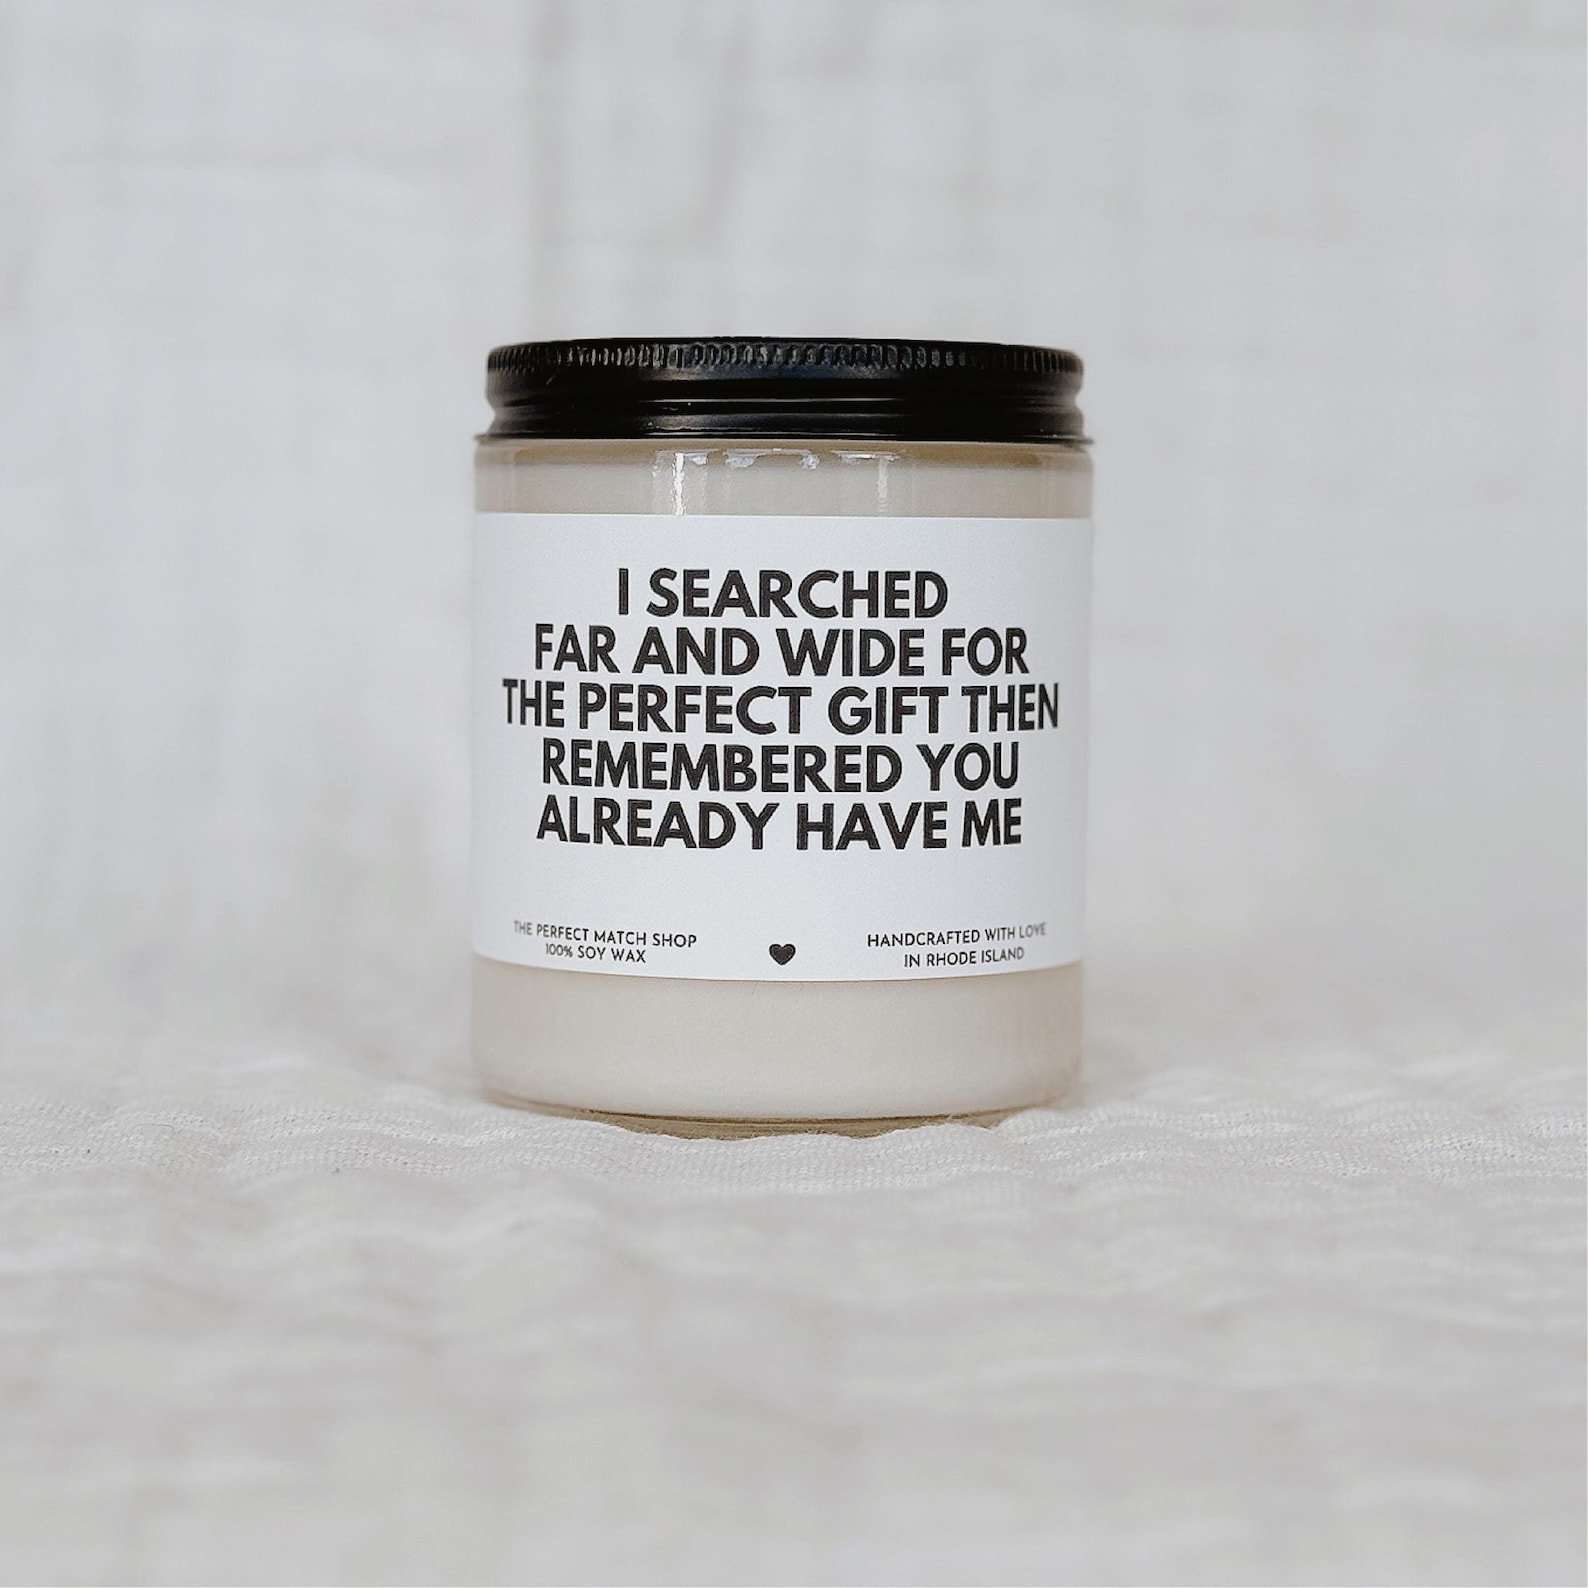 I SEARCHED
FAR AND WIDE FOR
THE PERFECT GIFT THEN
REMEMBERED YOU
ALREADY HAVE ME
THE PERFECT MATCH SHOP
100% SOY WAX
HANDCRAFTED WITH LOVE
IN RHODE ISLAND